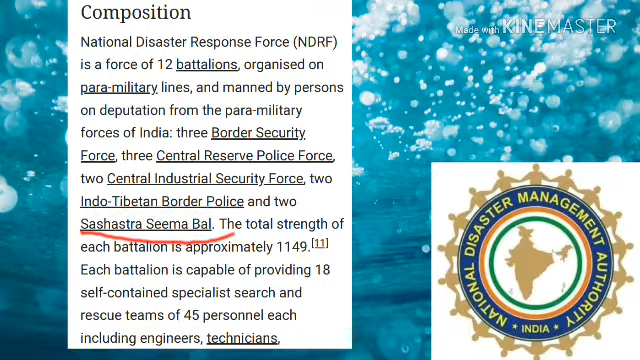 Composition
Made with KINEMASTER
National Disaster Response Force (NDRF)
is a force of 12 battalions, organised on
para-military lines, and manned by persons
on deputation from the para-military
forces of India: three Border Security
Force, three Central Reserve Police Force,
two Central Industrial Security Force, two
Indo-Tibetan Border Police and two
Sashastra Seema Bal. The total strength of
each battalion is approximately 1149.[11]
Each battalion is capable of providing 18
self-contained specialist search and
rescue teams of 45 personnel each
including engineers, technicians,
NATIONAL DISASTER MANAGEMENT AUTHORITY
* INDIA *